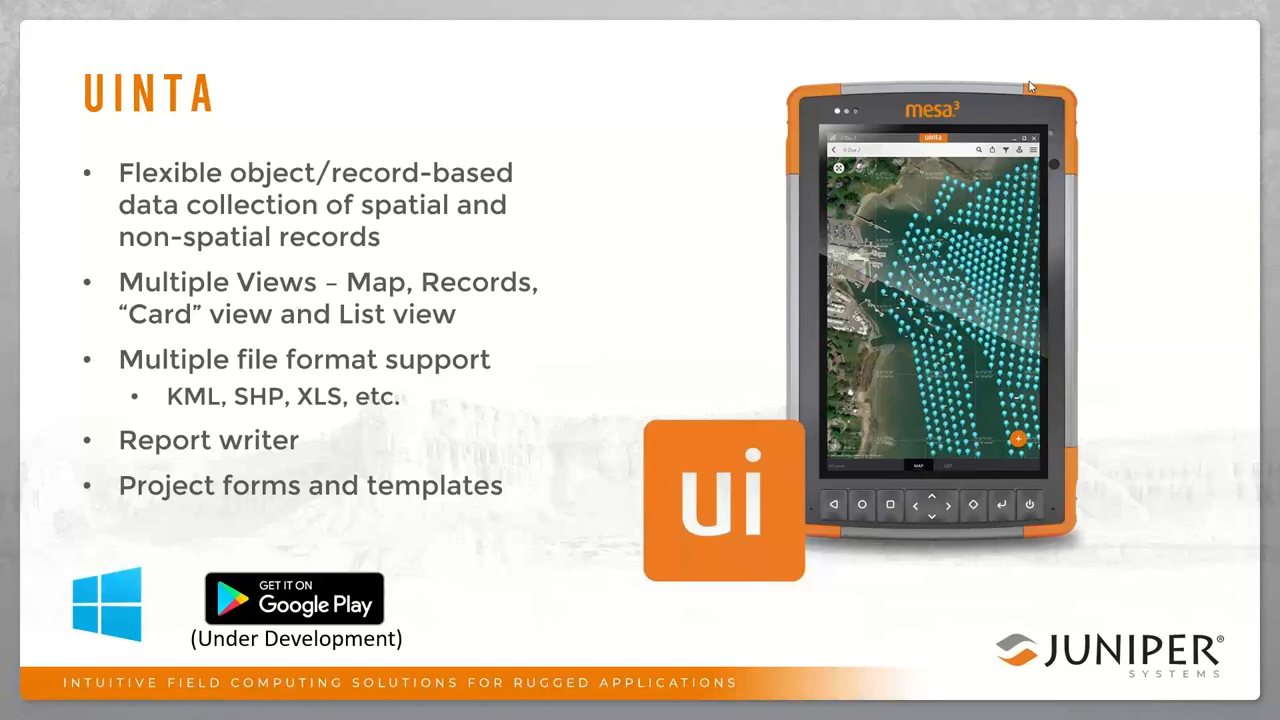 UINTA
• Flexible object/record-based
data collection of spatial and
non-spatial records
• Multiple Views – Map, Records,
“Card” view and List view
• Multiple file format support
• KML, SHP, XLS, etc.
• Report writer
• Project forms and templates
mesa³
uinta
MAP
LIST
ui
GET IT ON
Google Play
(Under Development)
JUNIPER®
SYSTEMS
INTUITIVE FIELD COMPUTING SOLUTIONS FOR RUGGED APPLICATIONS